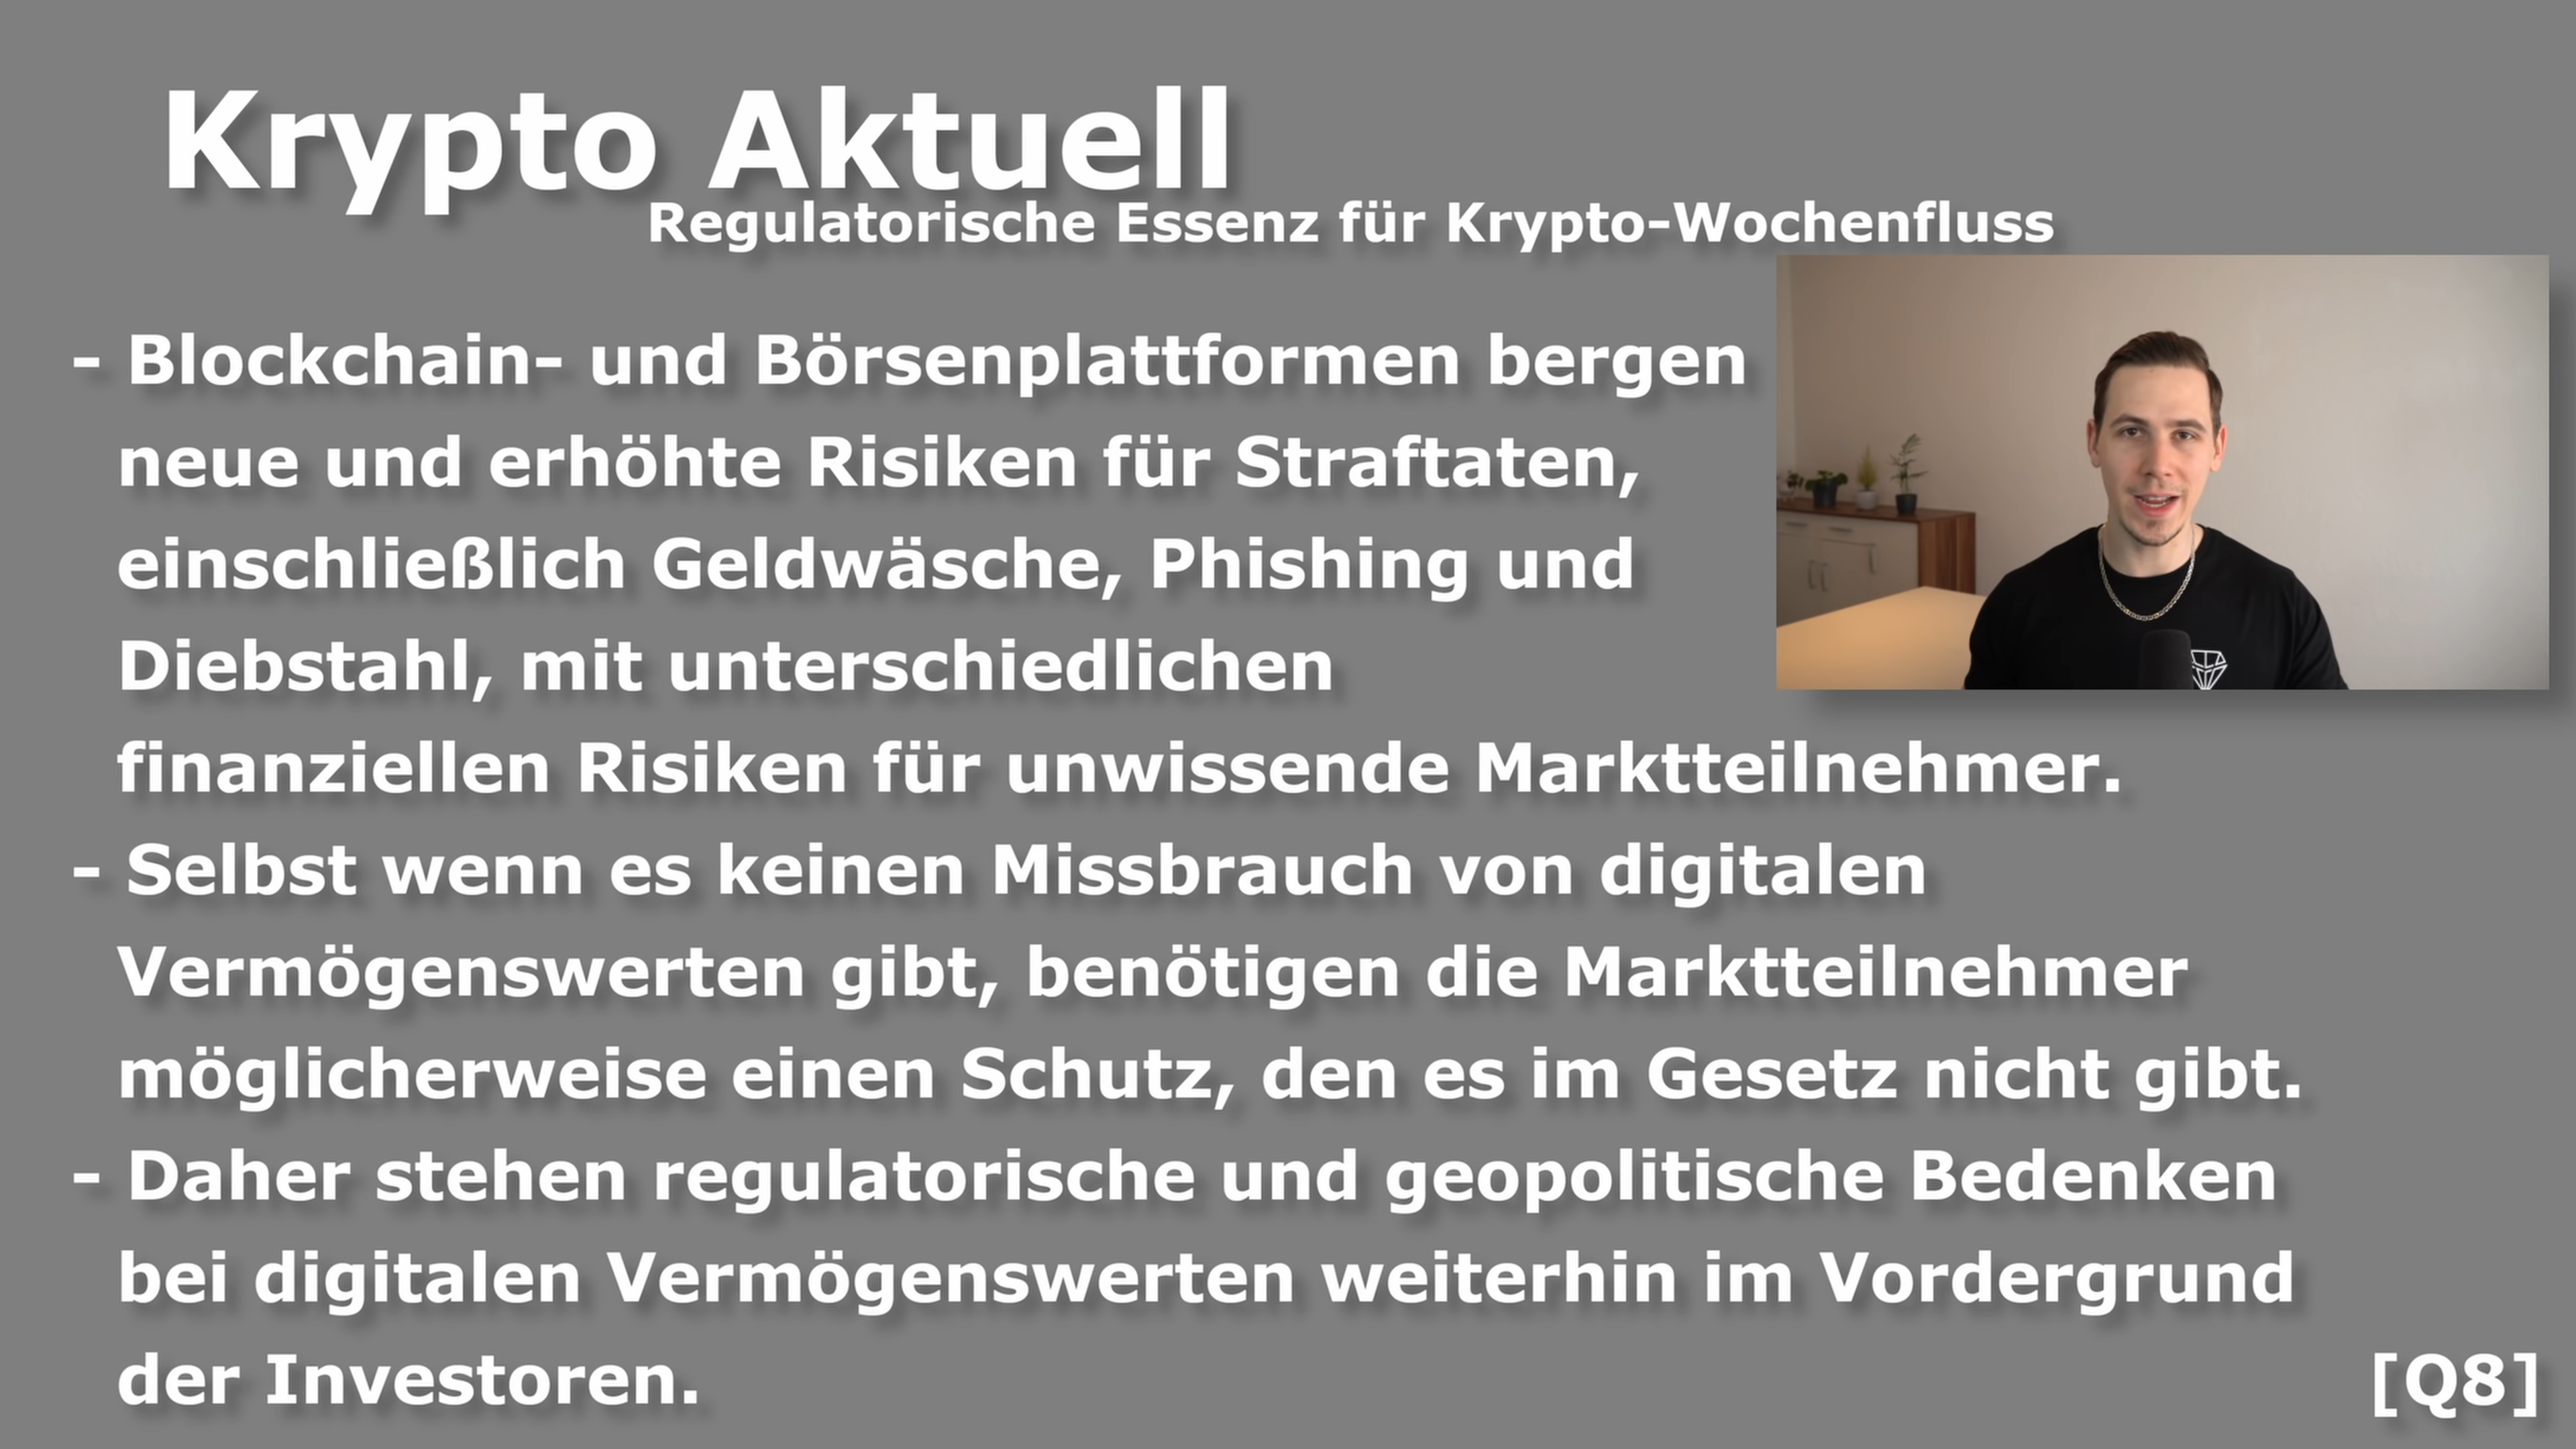 Krypto Aktuell
Regulatorische Essenz für Krypto-Wochenfluss
- Blockchain- und Börsenplattformen bergen
neue und erhöhte Risiken für Straftaten,
einschließlich Geldwäsche, Phishing und
Diebstahl, mit unterschiedlichen
finanziellen Risiken für unwissende Marktteilnehmer.
- Selbst wenn es keinen Missbrauch von digitalen
Vermögenswerten gibt, benötigen die Marktteilnehmer
möglicherweise einen Schutz, den es im Gesetz nicht gibt.
- Daher stehen regulatorische und geopolitische Bedenken
bei digitalen Vermögenswerten weiterhin im Vordergrund
der Investoren.
[Q8]